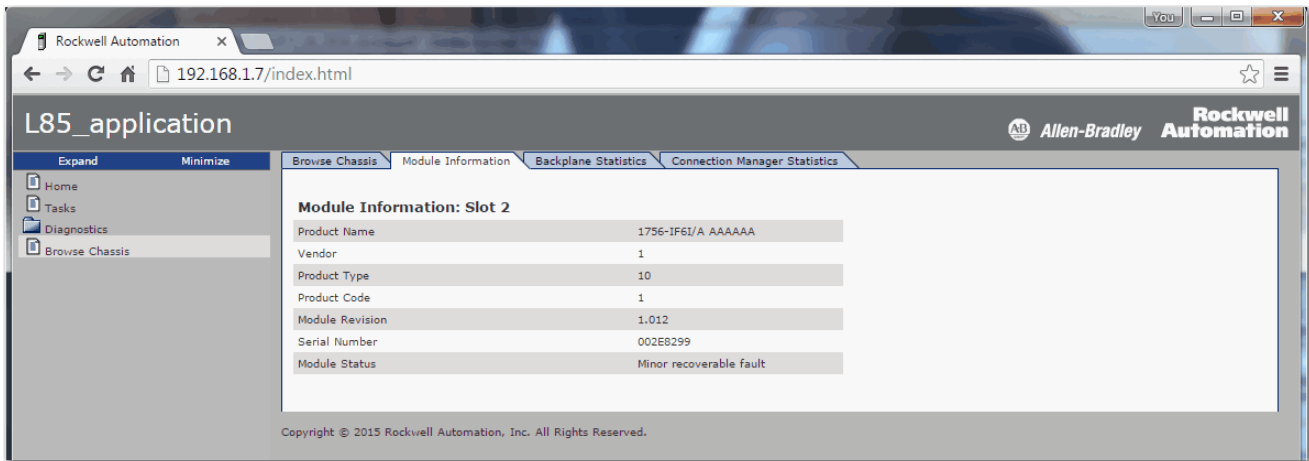 You
Rockwell Automation
192.168.1.7/index.html
L85_application
AB Allen-Bradley Rockwell Automation
Expand Minimize
Browse Chassis Module Information Backplane Statistics Connection Manager Statistics
Home
Tasks
Diagnostics
Browse Chassis
Module Information: Slot 2
Product Name 1756-IF6I/A AAAAAA
Vendor 1
Product Type 10
Product Code 1
Module Revision 1.012
Serial Number 002E8299
Module Status Minor recoverable fault
Copyright © 2015 Rockwell Automation, Inc. All Rights Reserved.